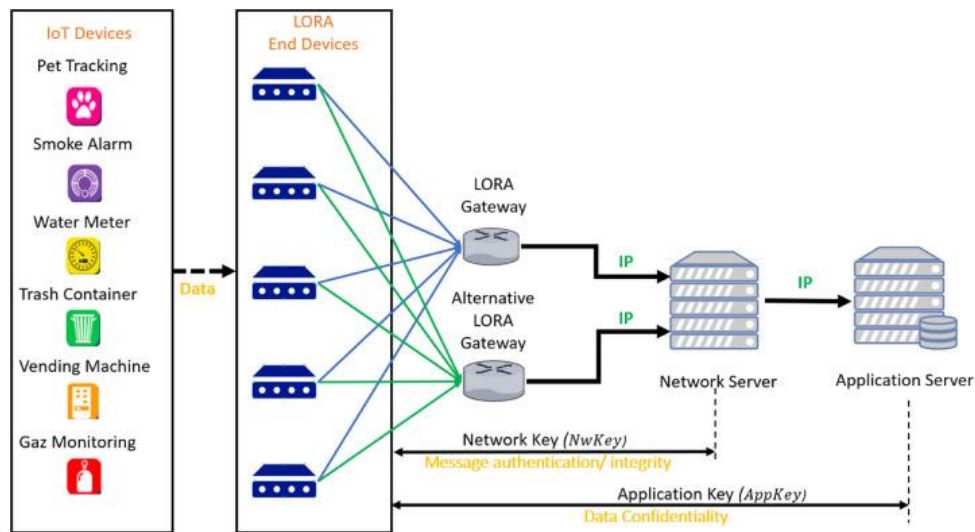 IoT Devices
Pet Tracking
Smoke Alarm
Water Meter
Trash Container
Vending Machine
Gaz Monitoring
Data
LORA
End Devices
LORA
Gateway
Alternative
LORA
Gateway
IP
IP
IP
Network Server
Application Server
Network Key (NwKey)
Message authentication/ integrity
Application Key (AppKey)
Data Confidentiality